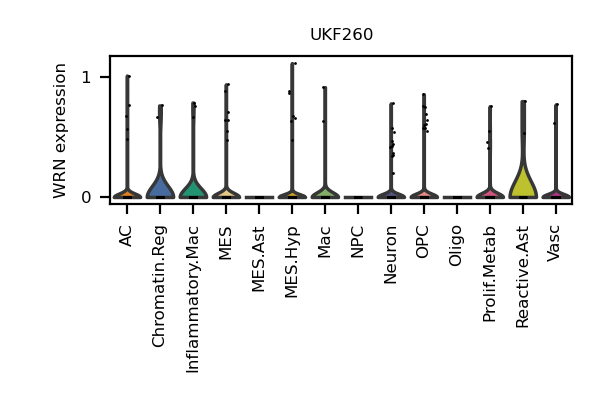 UKF260
WRN expression
1
0
AC
Chromatin.Reg
Inflammatory.Mac
MES
MES.Ast
MES.Hyp
Mac
NPC
Neuron
OPC
Oligo
Prolif.Metab
Reactive.Ast
Vasc